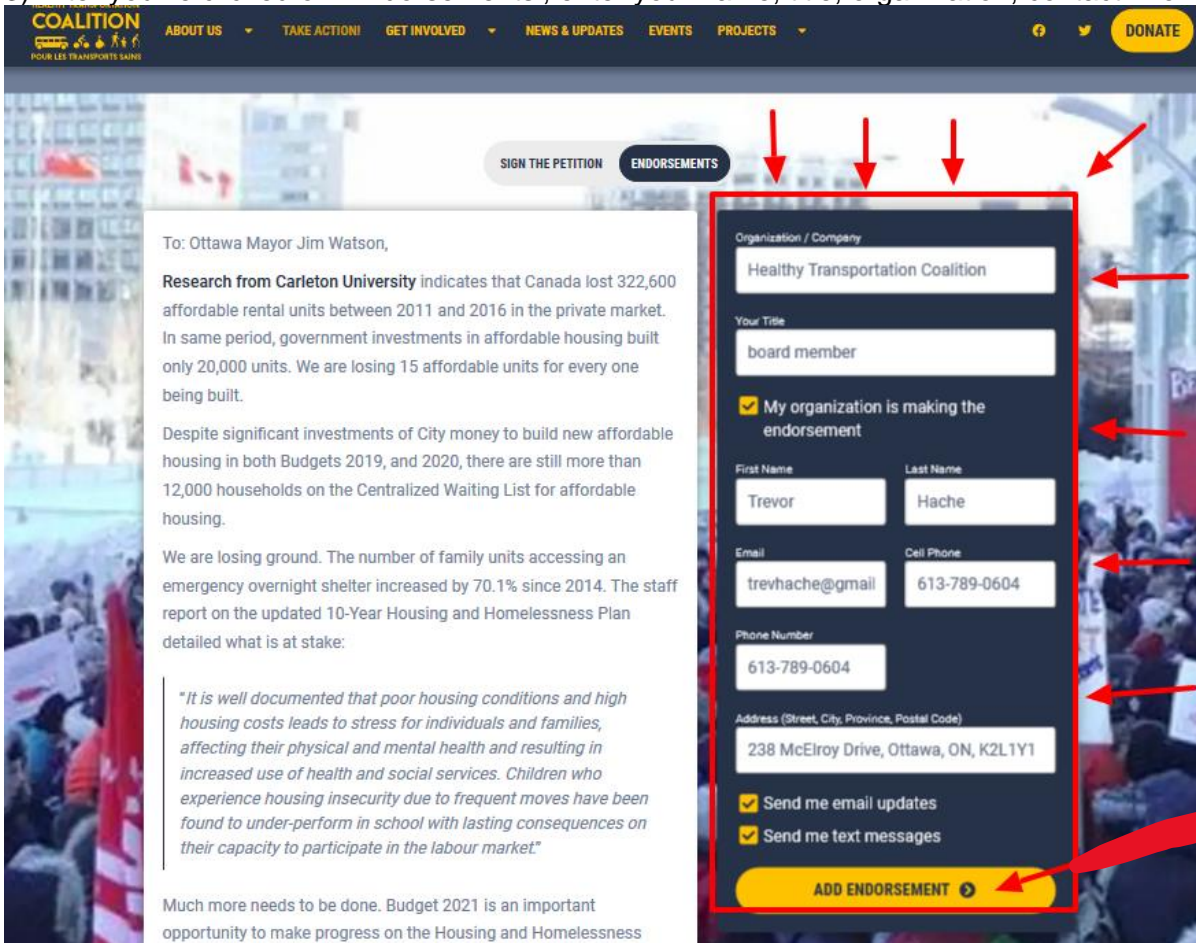 COALITION
POUR LES TRANSPORTS SAINS
ABOUT US TAKE ACTION! GET INVOLVED NEWS & UPDATES EVENTS PROJECTS DONATE
SIGN THE PETITION ENDORSEMENTS
To: Ottawa Mayor Jim Watson,
Research from Carleton University indicates that Canada lost 322,600
affordable rental units between 2011 and 2016 in the private market.
In same period, government investments in affordable housing built
only 20,000 units. We are losing 15 affordable units for every one
being built.
Despite significant investments of City money to build new affordable
housing in both Budgets 2019, and 2020, there are still more than
12,000 households on the Centralized Waiting List for affordable
housing.
We are losing ground. The number of family units accessing an
emergency overnight shelter increased by 70.1% since 2014. The staff
report on the updated 10-Year Housing and Homelessness Plan
detailed what is at stake:
"It is well documented that poor housing conditions and high
housing costs leads to stress for individuals and families,
affecting their physical and mental health and resulting in
increased use of health and social services. Children who
experience housing insecurity due to frequent moves have been
found to under-perform in school with lasting consequences on
their capacity to participate in the labour market."
Much more needs to be done. Budget 2021 is an important
opportunity to make progress on the Housing and Homelessness
Organization / Company
Healthy Transportation Coalition
Your Title
board member
My organization is making the
endorsement
First Name Last Name
Trevor Hache
Email Cell Phone
trevhache@gmail 613-789-0604
Phone Number
613-789-0604
Address (Street, City, Province, Postal Code)
238 McElroy Drive, Ottawa, ON, K2L1Y1
Send me email updates
Send me text messages
ADD ENDORSEMENT